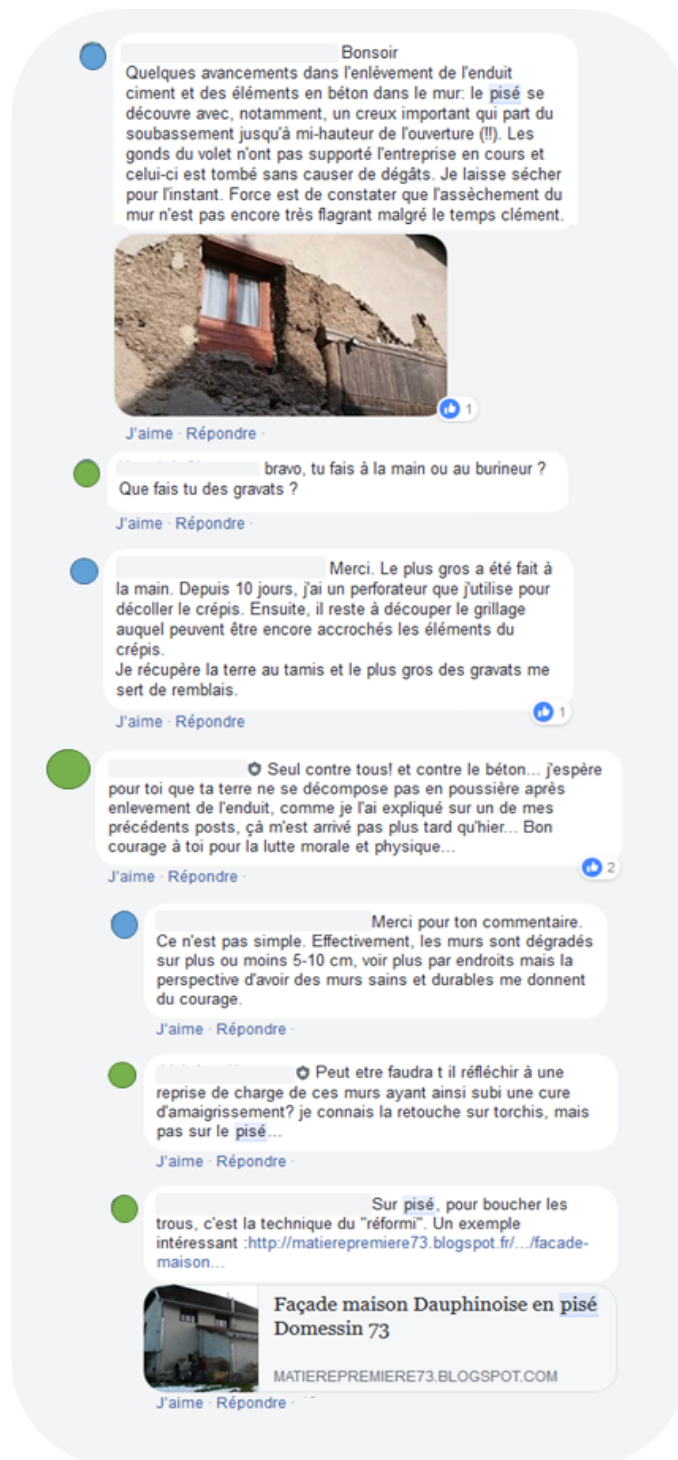 Bonsoir
Quelques avancements dans l'enlèvement de l'enduit
ciment et des éléments en béton dans le mur: le pisé se
découvre avec, notamment, un creux important qui part du
soubassement jusqu'à mi-hauteur de l'ouverture (!!). Les
gonds du volet n'ont pas supporté l'entreprise en cours et
celui-ci est tombé sans causer de dégâts. Je laisse sécher
pour l'instant. Force est de constater que l'assèchement du
mur n'est pas encore très flagrant malgré le temps clément.
1
J'aime · Répondre ·
bravo, tu fais à la main ou au burineur ?
Que fais tu des gravats ?
J'aime · Répondre ·
Merci. Le plus gros a été fait à
la main. Depuis 10 jours, j'ai un perforateur que j'utilise pour
décoller le crépis. Ensuite, il reste à découper le grillage
auquel peuvent être encore accrochés les éléments du
crépis.
Je récupère la terre au tamis et le plus gros des gravats me
sert de remblais.
1
J'aime · Répondre
Seul contre tous! et contre le béton... j'espère
pour toi que ta terre ne se décompose pas en poussière après
enlevement de l'enduit, comme je l'ai expliqué sur un de mes
précédents posts, çà m'est arrivé pas plus tard qu'hier... Bon
courage à toi pour la lutte morale et physique...
2
J'aime · Répondre ·
Merci pour ton commentaire.
Ce n'est pas simple. Effectivement, les murs sont dégradés
sur plus ou moins 5-10 cm, voir plus par endroits mais la
perspective d'avoir des murs sains et durables me donnent
du courage.
J'aime · Répondre ·
Peut etre faudra t il réfléchir à une
reprise de charge de ces murs ayant ainsi subi une cure
d'amaigrissement? je connais la retouche sur torchis, mais
pas sur le pisé...
J'aime · Répondre ·
Sur pisé, pour boucher les
trous, c'est la technique du "réformi". Un exemple
intéressant :http://matierepremiere73.blogspot.fr/.../facade-
maison...
Façade maison Dauphinoise en pisé
Domessin 73
MATIEREPREMIERE73.BLOGSPOT.COM
J'aime · Répondre ·